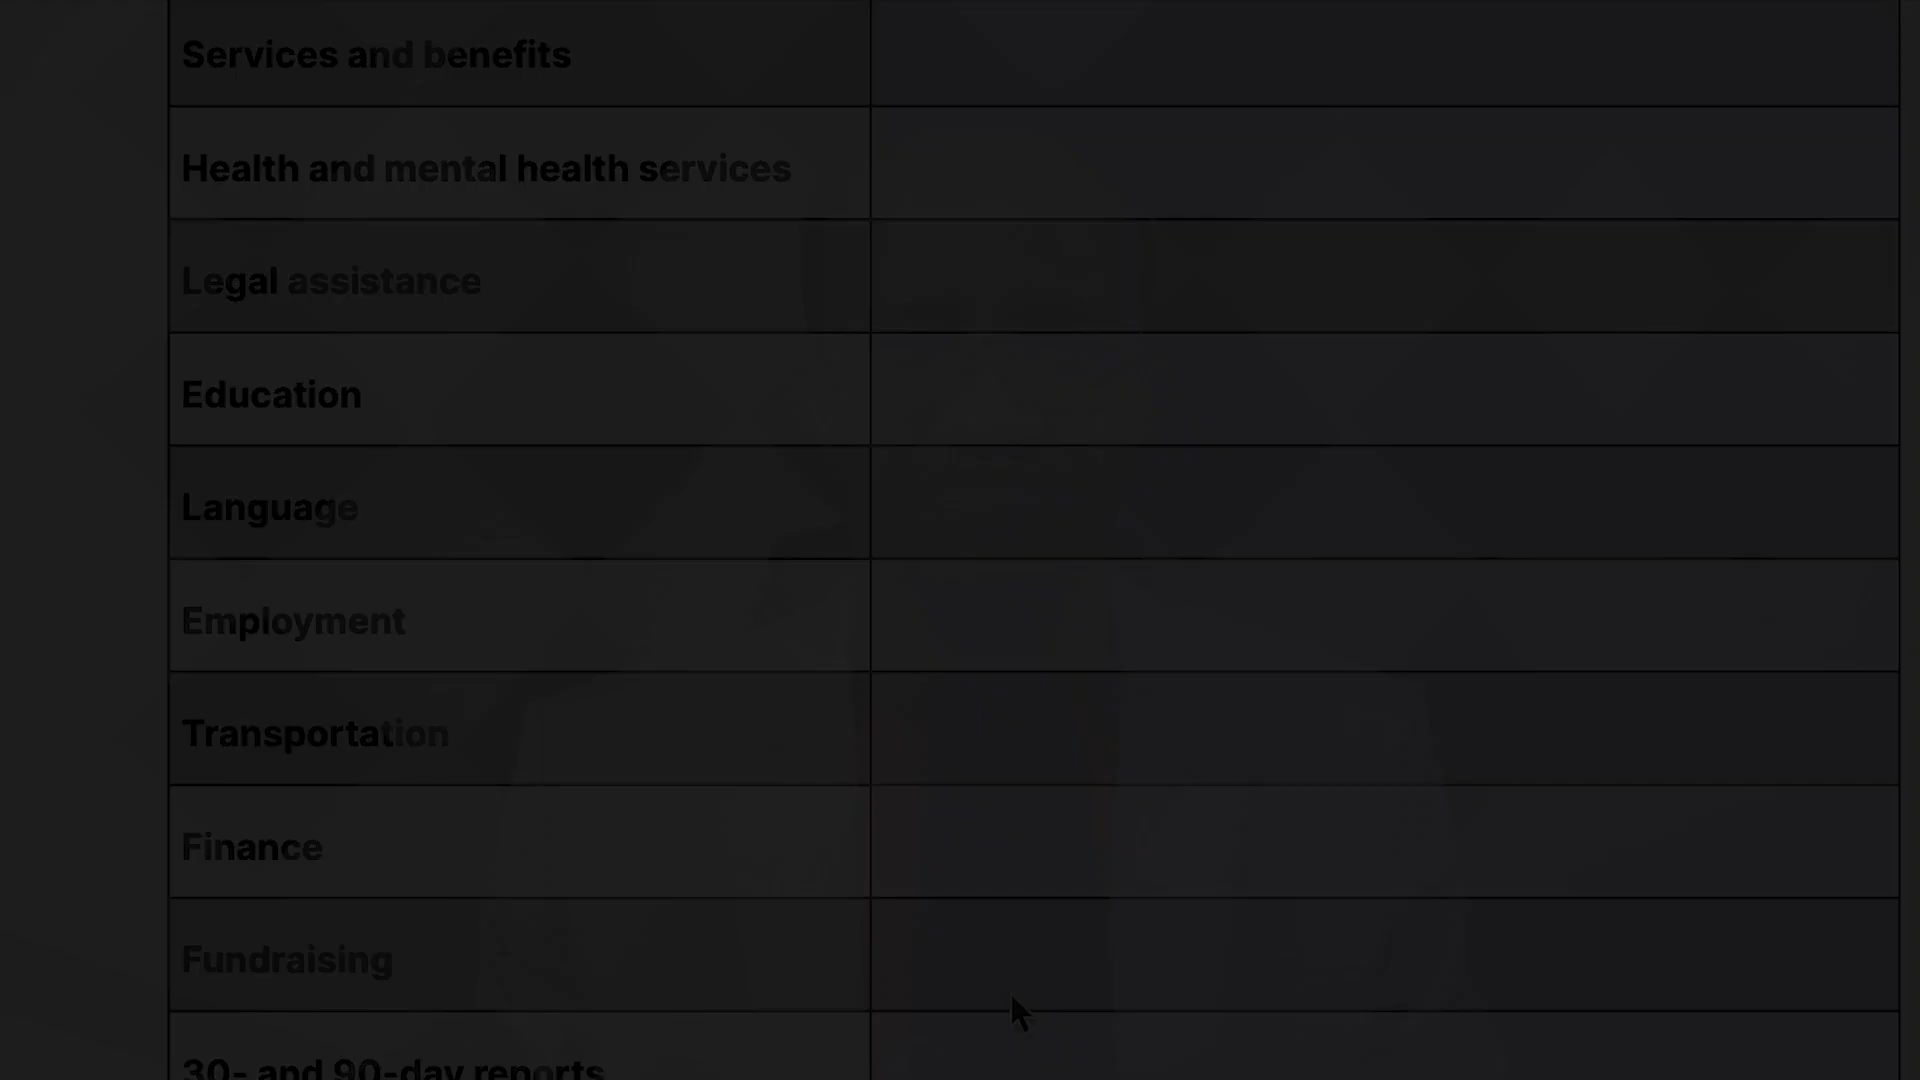 Services and benefits
Health and mental health services
Legal assistance
Education
Language
Employment
Transportation
Finance
Fundraising
30- and 90-day reports